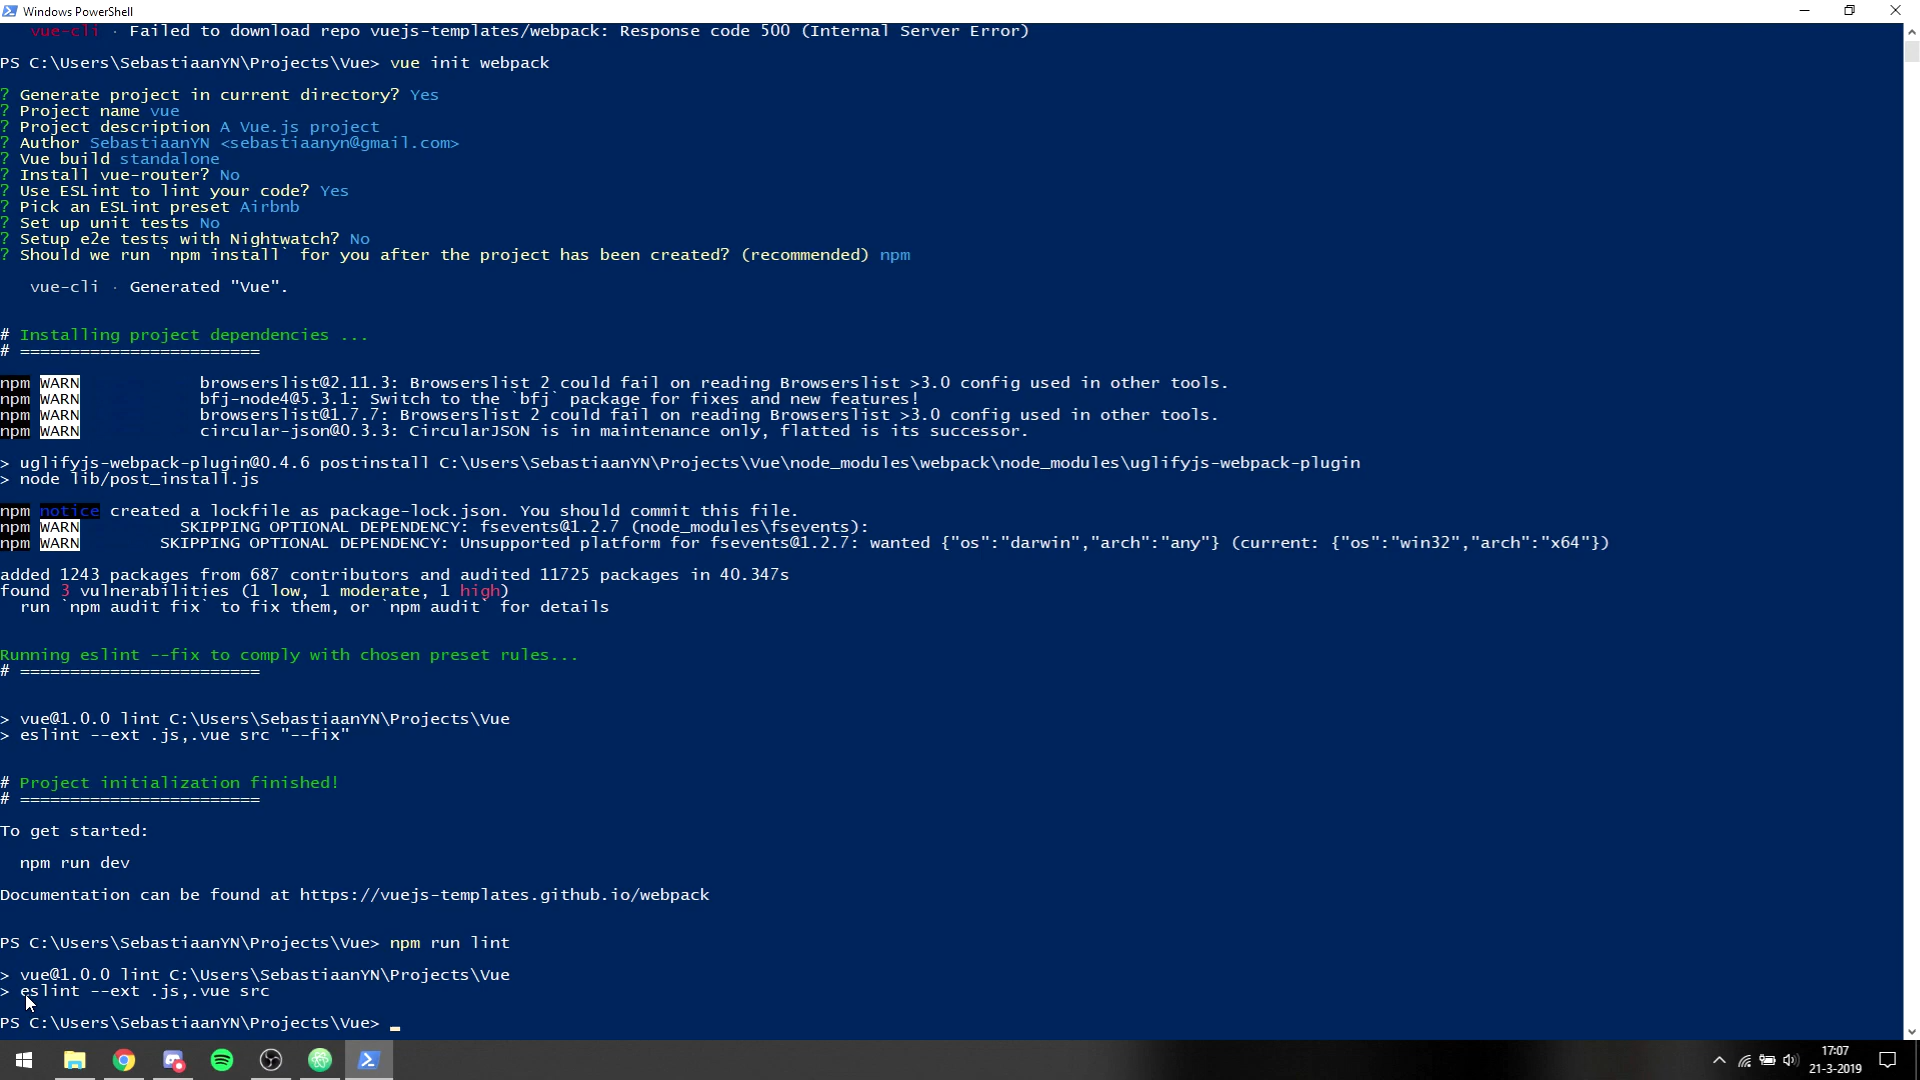 Windows PowerShell
vue-cli · Failed to download repo vuejs-templates/webpack: Response code 500 (Internal Server Error)
PS C:\Users\SebastiaanYN\Projects\Vue> vue init webpack
? Generate project in current directory? Yes
? Project name vue
? Project description A Vue.js project
? Author SebastiaanYN <sebastiaanyn@gmail.com>
? Vue build standalone
? Install vue-router? No
? Use ESLint to lint your code? Yes
? Pick an ESLint preset Airbnb
? Set up unit tests No
? Setup e2e tests with Nightwatch? No
? Should we run `npm install` for you after the project has been created? (recommended) npm
vue-cli · Generated "Vue".
# Installing project dependencies ...
# ========================
npm WARN browserslist@2.11.3: Browserslist 2 could fail on reading Browserslist >3.0 config used in other tools.
npm WARN bfj-node4@5.3.1: Switch to the `bfj` package for fixes and new features!
npm WARN browserslist@1.7.7: Browserslist 2 could fail on reading Browserslist >3.0 config used in other tools.
npm WARN circular-json@0.3.3: CircularJSON is in maintenance only, flatted is its successor.
> uglifyjs-webpack-plugin@0.4.6 postinstall C:\Users\SebastiaanYN\Projects\Vue\node_modules\webpack\node_modules\uglifyjs-webpack-plugin
> node lib/post_install.js
npm notice created a lockfile as package-lock.json. You should commit this file.
npm WARN SKIPPING OPTIONAL DEPENDENCY: fsevents@1.2.7 (node_modules\fsevents):
npm WARN SKIPPING OPTIONAL DEPENDENCY: Unsupported platform for fsevents@1.2.7: wanted {"os":"darwin","arch":"any"} (current: {"os":"win32","arch":"x64"})
added 1243 packages from 687 contributors and audited 11725 packages in 40.347s
found 3 vulnerabilities (1 low, 1 moderate, 1 high)
run `npm audit fix` to fix them, or `npm audit` for details
Running eslint --fix to comply with chosen preset rules...
# ========================
> vue@1.0.0 lint C:\Users\SebastiaanYN\Projects\Vue
> eslint --ext .js,.vue src "--fix"
# Project initialization finished!
# ========================
To get started:
npm run dev
Documentation can be found at https://vuejs-templates.github.io/webpack
PS C:\Users\SebastiaanYN\Projects\Vue> npm run lint
> vue@1.0.0 lint C:\Users\SebastiaanYN\Projects\Vue
> eslint --ext .js,.vue src
PS C:\Users\SebastiaanYN\Projects\Vue> _
17:07
21-3-2019